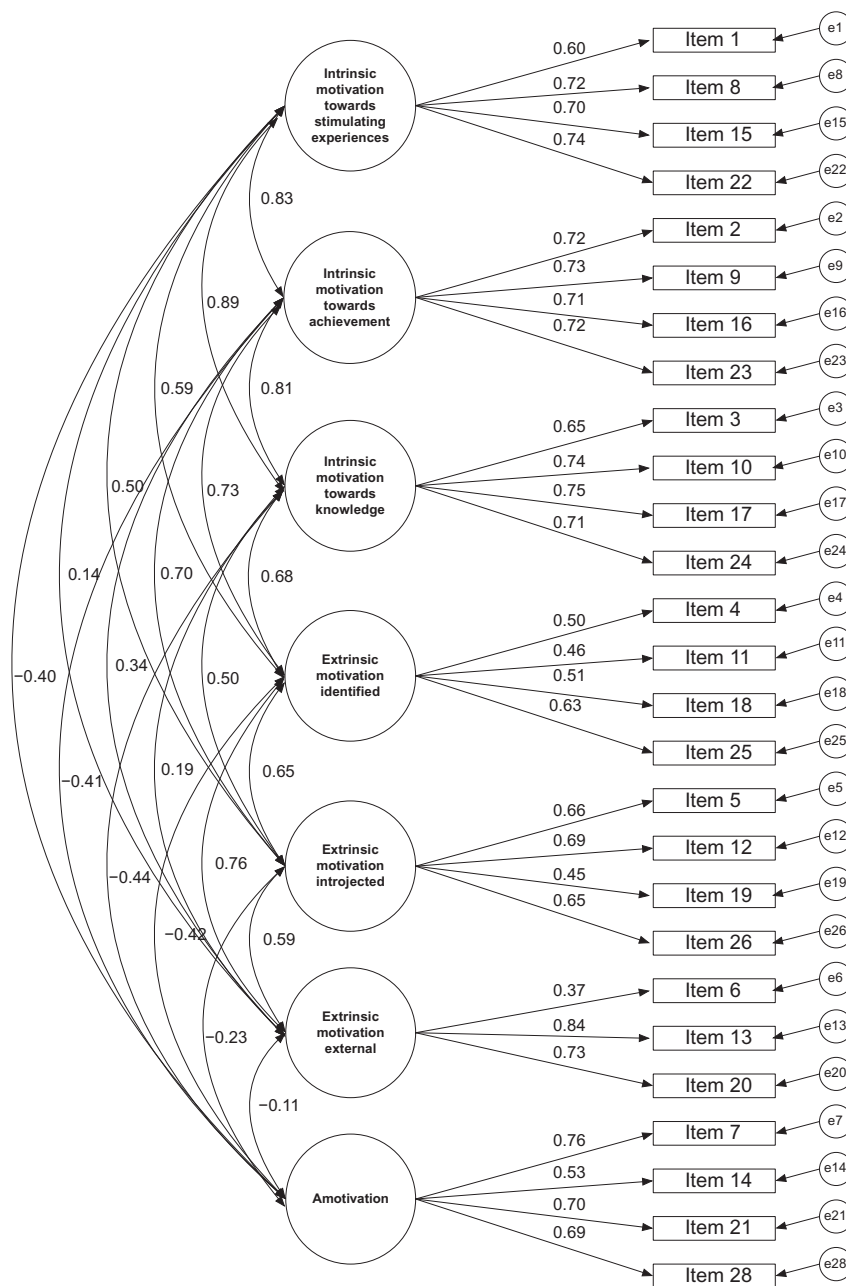 Intrinsic
motivation
towards
stimulating
experiences
0.60
Item 1
e1
0.72
Item 8
e8
0.70
Item 15
e15
0.74
Item 22
e22
0.83
Intrinsic
motivation
towards
achievement
0.72
Item 2
e2
0.73
Item 9
e9
0.71
Item 16
e16
0.72
Item 23
e23
0.89
0.59
0.81
Intrinsic
motivation
towards
knowledge
0.65
Item 3
e3
0.74
Item 10
e10
0.75
Item 17
e17
0.71
Item 24
e24
0.50
0.73
0.14
0.70
0.68
Extrinsic
motivation
identified
0.50
Item 4
e4
0.46
Item 11
e11
0.51
Item 18
e18
0.63
Item 25
e25
−0.40
0.34
0.50
−0.41
0.19
0.65
Extrinsic
motivation
introjected
0.66
Item 5
e5
0.69
Item 12
e12
0.45
Item 19
e19
0.65
Item 26
e26
−0.44
0.76
−0.42
0.59
Extrinsic
motivation
external
0.37
Item 6
e6
0.84
Item 13
e13
0.73
Item 20
e20
−0.23
−0.11
Amotivation
0.76
Item 7
e7
0.53
Item 14
e14
0.70
Item 21
e21
0.69
Item 28
e28